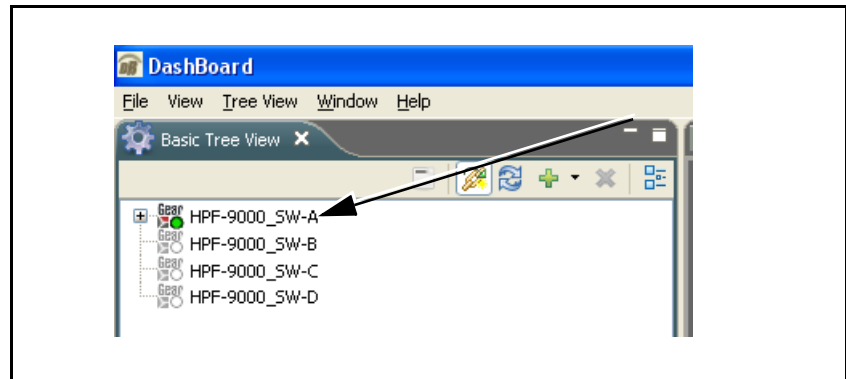 DashBoard
File View Tree View Window Help
Basic Tree View
Gear HPF-9000_SW-A
Gear HPF-9000_SW-B
Gear HPF-9000_SW-C
Gear HPF-9000_SW-D